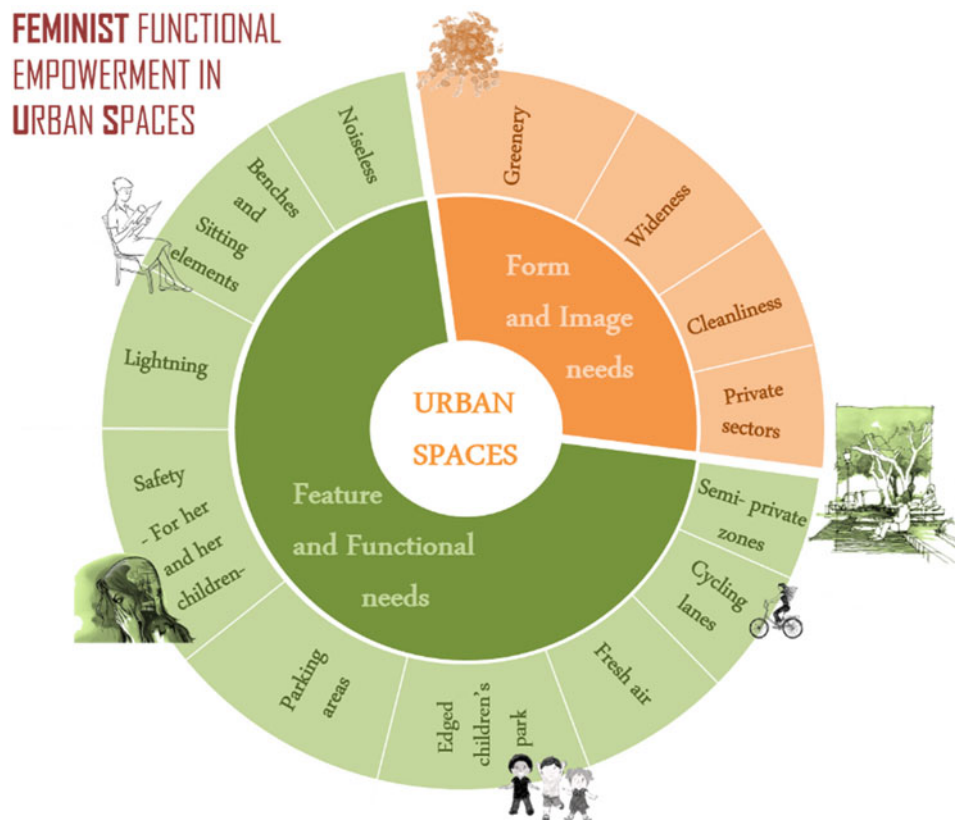 FEMINIST FUNCTIONAL
EMPOWERMENT IN
URBAN SPACES
Greenery
Wideness
Cleanliness
Private
sectors
Form
and Image
needs
URBAN
SPACES
Feature
and Functional
needs
Semi- private
zones
Cycling
lanes
Fresh air
Edged
children's
park
Parking
areas
Safety
- For her
and her
children-
Lightning
Benches
and
Sitting
elements
Noiseless